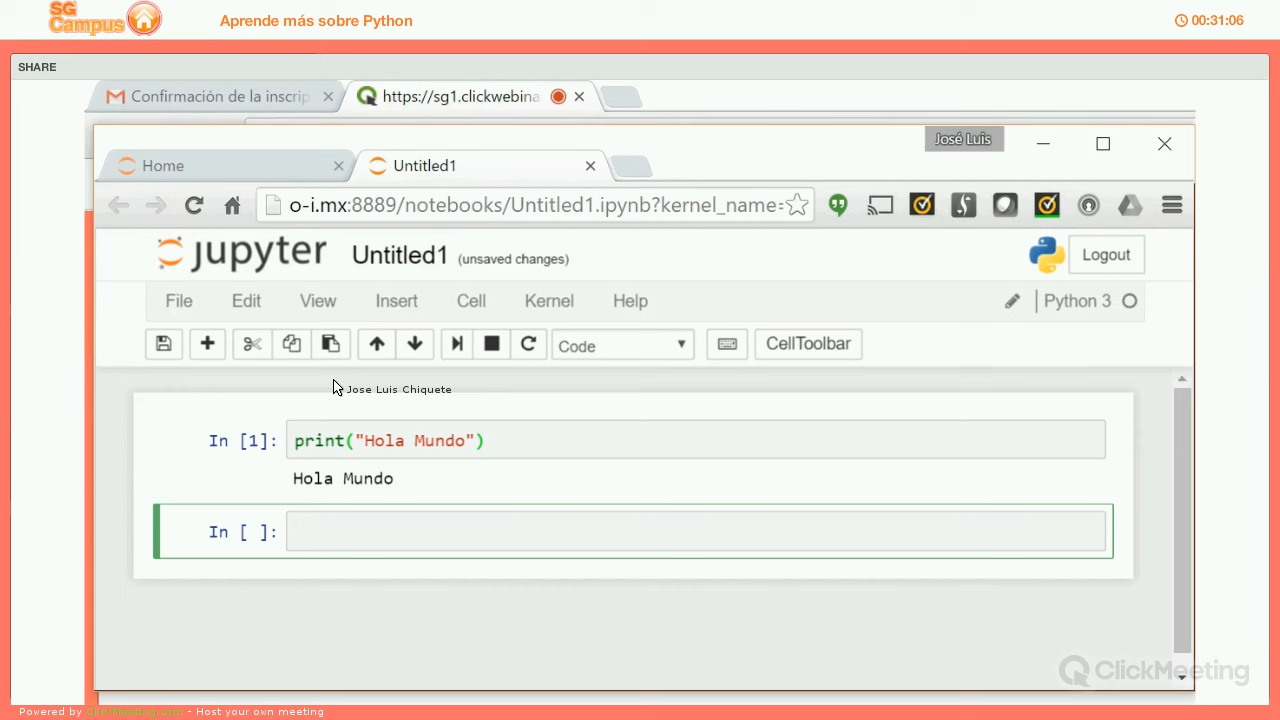 SG Campus
Aprende más sobre Python
00:31:06
SHARE
Confirmación de la inscrip
https://sg1.clickwebina
José Luis
Home
Untitled1
o-i.mx:8889/notebooks/Untitled1.ipynb?kernel_name=
jupyter Untitled1 (unsaved changes)
Logout
File Edit View Insert Cell Kernel Help
Python 3
Code
CellToolbar
Jose Luis Chiquete
In [1]: print("Hola Mundo")
Hola Mundo
In [ ]:
ClickMeeting
Powered by ClickMeeting.com - Host your own meeting